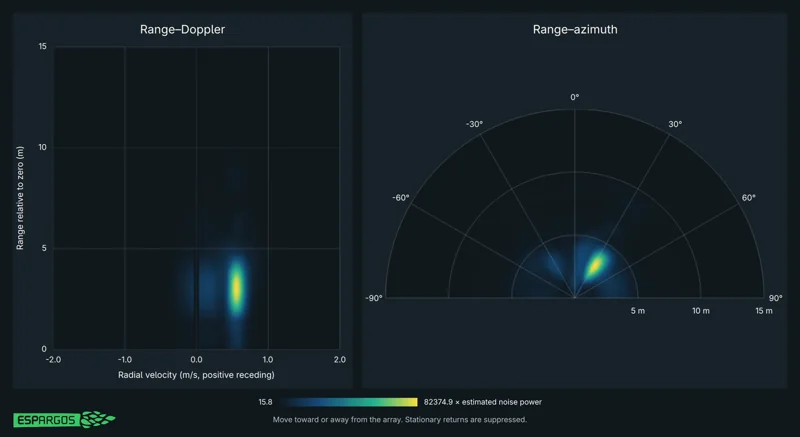 Range–Doppler
15
10
5
0
-2.0
-1.0
0.0
1.0
2.0
Range relative to zero (m)
Radial velocity (m/s, positive receding)
Range–azimuth
0°
-30°
30°
-60°
60°
-90°
90°
5 m
10 m
15 m
15.8
82374.9 × estimated noise power
Move toward or away from the array. Stationary returns are suppressed.
ESPARGOS